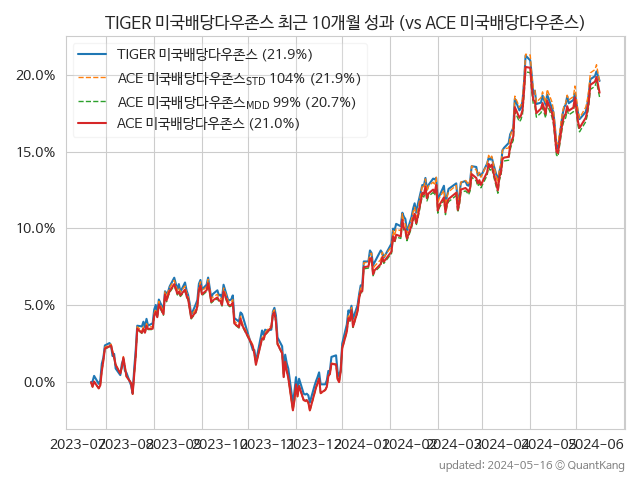 TIGER 미국배당다우존스 최근 10개월 성과 (vs ACE 미국배당다우존스)
TIGER 미국배당다우존스 (21.9%)
ACE 미국배당다우존스STD 104% (21.9%)
ACE 미국배당다우존스MDD 99% (20.7%)
ACE 미국배당다우존스 (21.0%)
20.0%
15.0%
10.0%
5.0%
0.0%
2023-07 2023-08 2023-09 2023-10 2023-11 2023-12 2024-01 2024-02 2024-03 2024-04 2024-05 2024-06
updated: 2024-05-16 © QuantKang